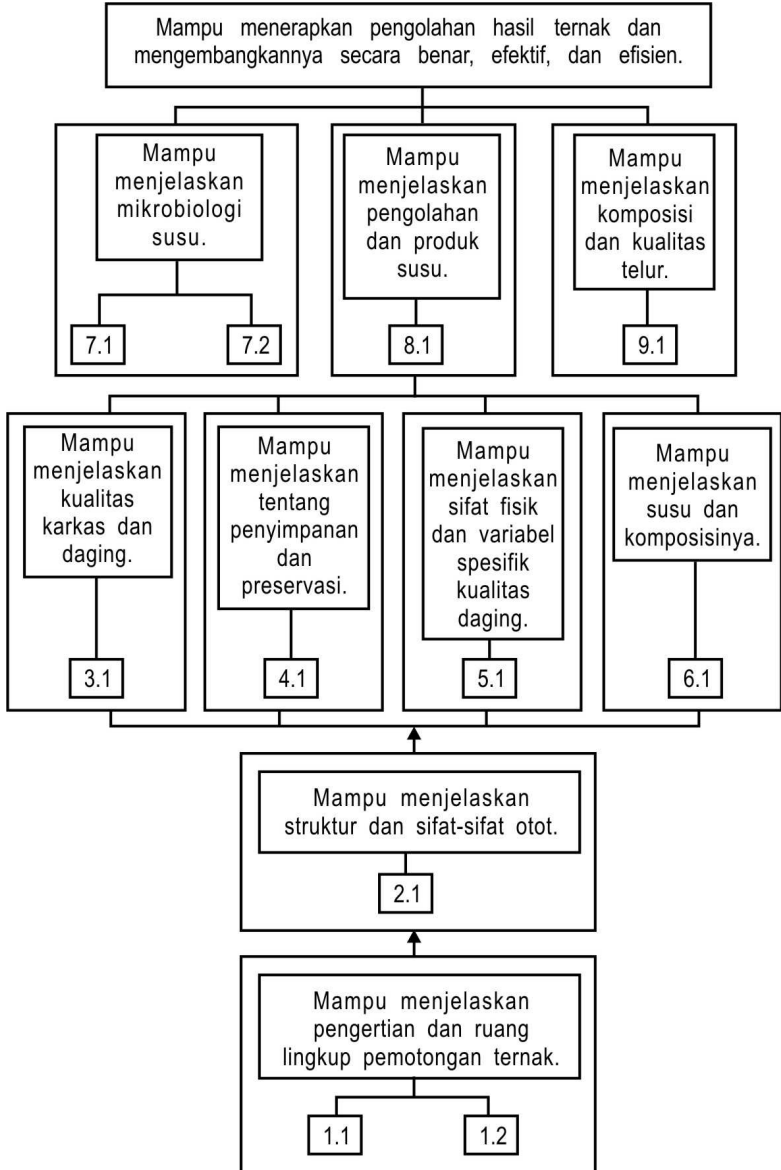 Mampu menerapkan pengolahan hasil ternak dan
mengembangkannya secara benar, efektif, dan efisien.
Mampu
menjelaskan
mikrobiologi
susu.
7.1
7.2
Mampu
menjelaskan
pengolahan
dan produk
susu.
8.1
Mampu
menjelaskan
komposisi
dan kualitas
telur.
9.1
Mampu
menjelaskan
kualitas
karkas dan
daging.
3.1
Mampu
menjelaskan
tentang
penyimpanan
dan
preservasi.
4.1
Mampu
menjelaskan
sifat fisik
dan variabel
spesifik
kualitas
daging.
5.1
Mampu
menjelaskan
susu dan
komposisinya.
6.1
Mampu menjelaskan
struktur dan sifat-sifat otot.
2.1
Mampu menjelaskan
pengertian dan ruang
lingkup pemotongan ternak.
1.1
1.2